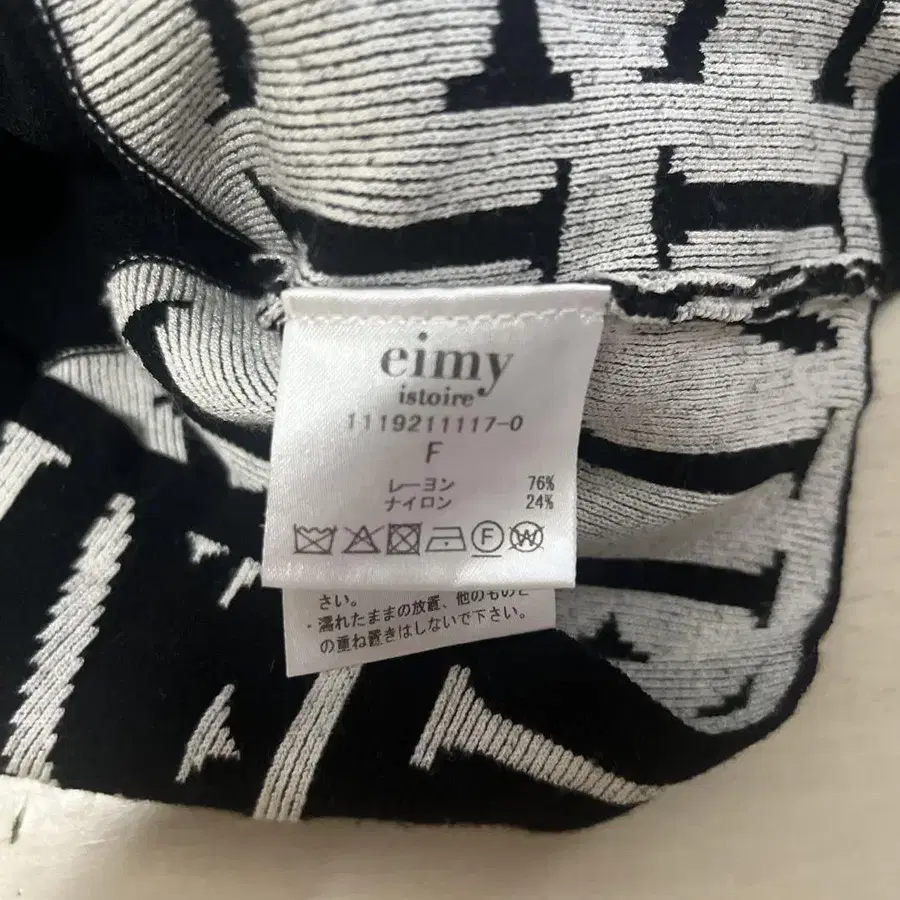 eimy
istoire
1119211117-0
F
レーヨン 76%
ナイロン 24%
F W
さい。
・濡れたままの放置、他のものと
の重ね置きはしないで下さい。